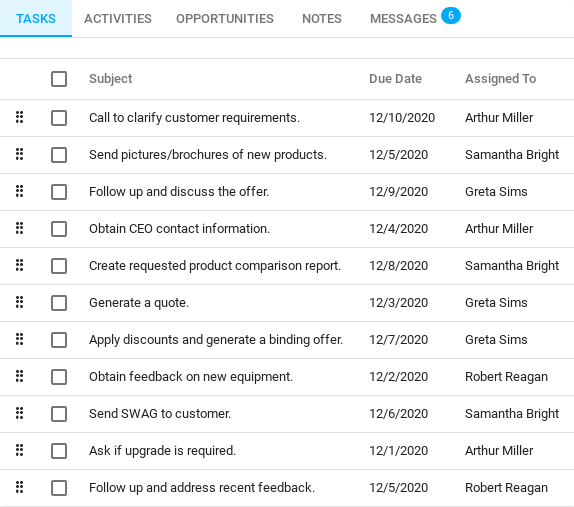 TASKS ACTIVITIES OPPORTUNITIES NOTES MESSAGES 6
Subject Due Date Assigned To
Call to clarify customer requirements. 12/10/2020 Arthur Miller
Send pictures/brochures of new products. 12/5/2020 Samantha Bright
Follow up and discuss the offer. 12/9/2020 Greta Sims
Obtain CEO contact information. 12/4/2020 Arthur Miller
Create requested product comparison report. 12/8/2020 Samantha Bright
Generate a quote. 12/3/2020 Greta Sims
Apply discounts and generate a binding offer. 12/7/2020 Greta Sims
Obtain feedback on new equipment. 12/2/2020 Robert Reagan
Send SWAG to customer. 12/6/2020 Samantha Bright
Ask if upgrade is required. 12/1/2020 Arthur Miller
Follow up and address recent feedback. 12/5/2020 Robert Reagan